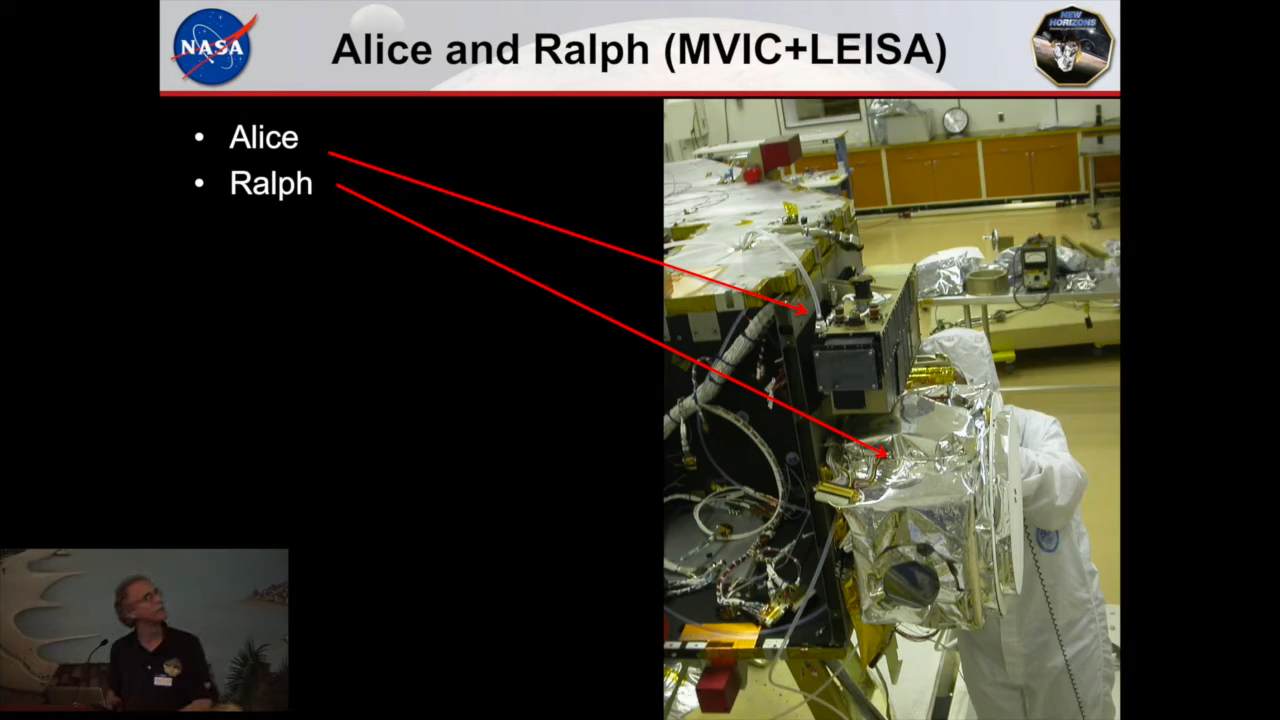 NASA
Alice and Ralph (MVIC+LEISA)
NEW
HORIZONS
• Alice
• Ralph